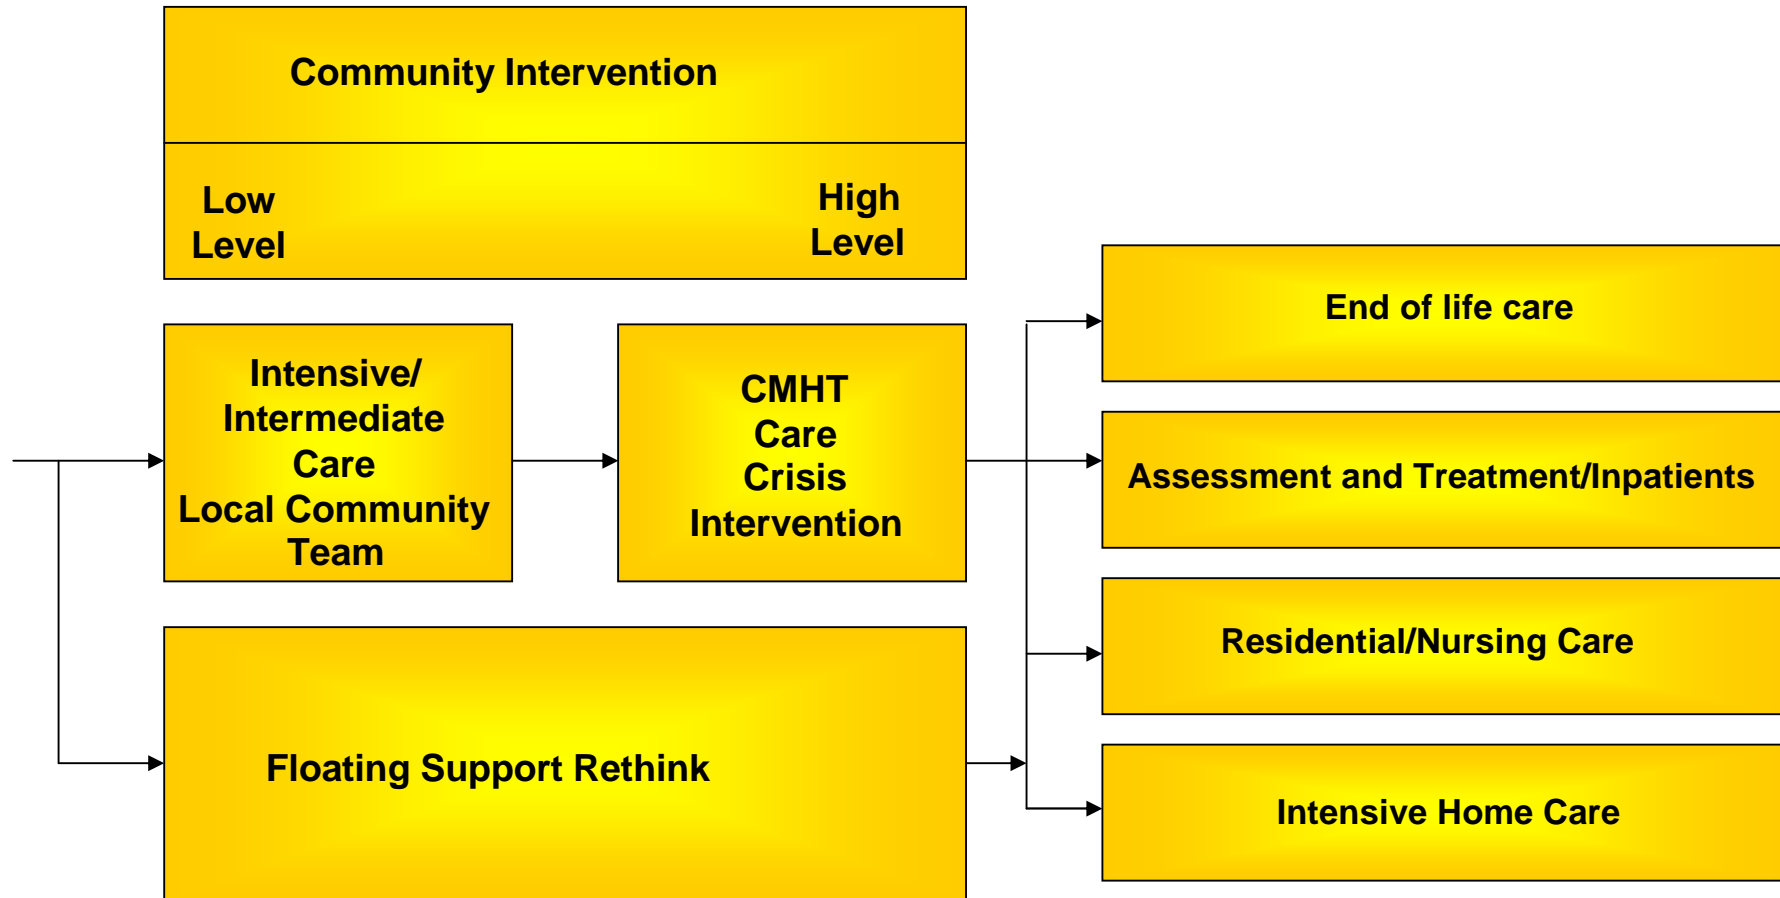 Community Intervention
Low
Level
High
Level
Intensive/
Intermediate
Care
Local Community
Team
CMHT
Care
Crisis
Intervention
End of life care
Assessment and Treatment/Inpatients
Residential/Nursing Care
Floating Support Rethink
Intensive Home Care